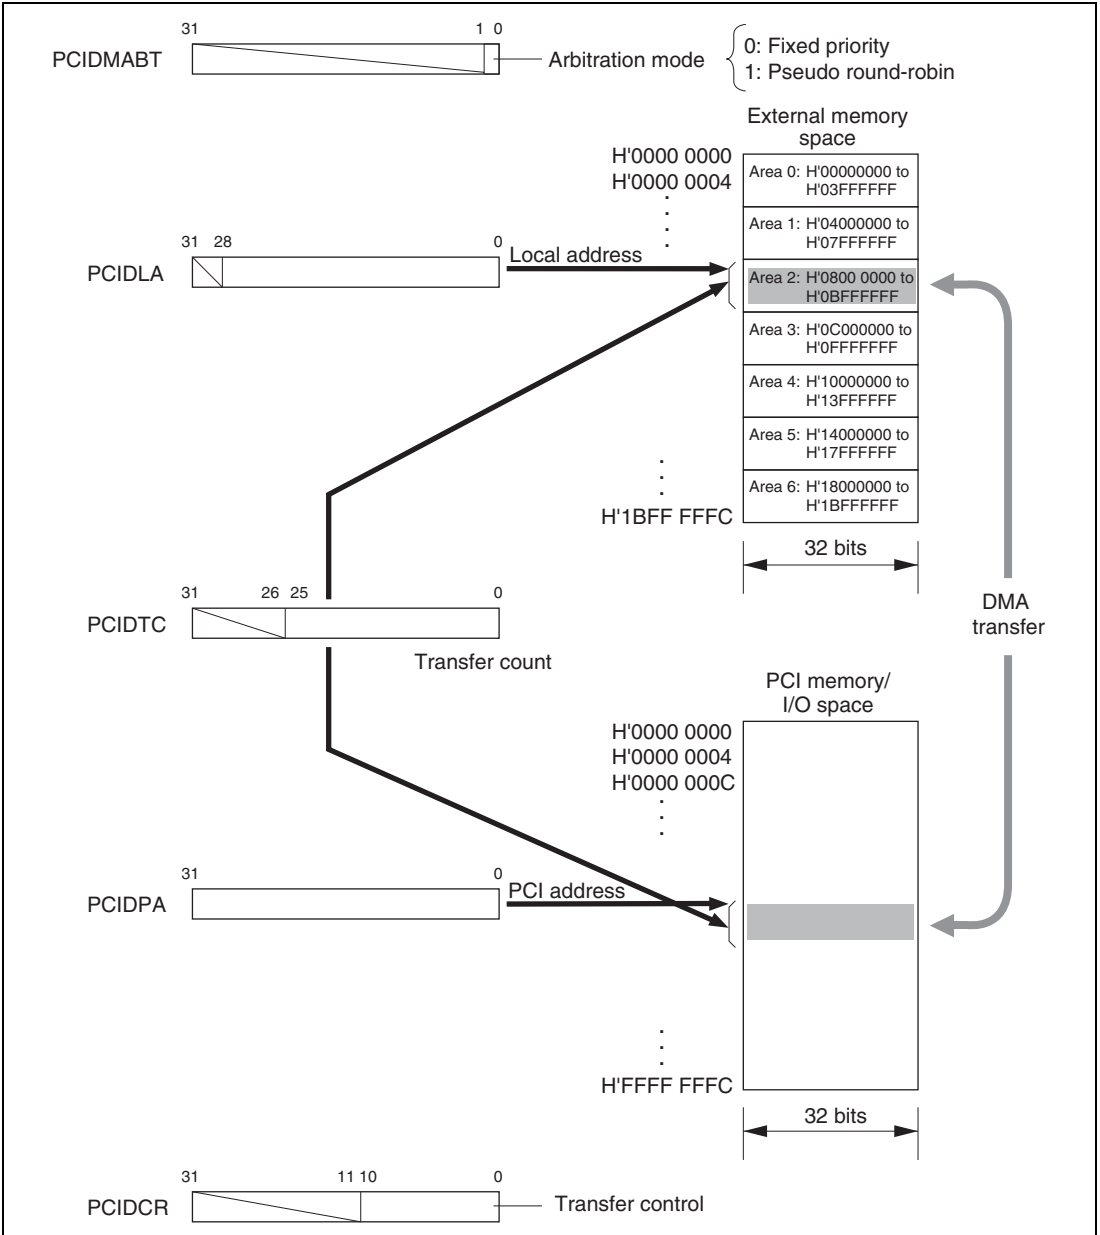 31 1 0
PCIDMABT
Arbitration mode
0: Fixed priority
1: Pseudo round-robin
External memory
space
H'0000 0000
H'0000 0004
Area 0: H'00000000 to
H'03FFFFFF
Area 1: H'04000000 to
H'07FFFFFF
31 28 0
PCIDLA
Local address
Area 2: H'0800 0000 to
H'0BFFFFFF
Area 3: H'0C000000 to
H'0FFFFFFF
Area 4: H'10000000 to
H'13FFFFFF
Area 5: H'14000000 to
H'17FFFFFF
Area 6: H'18000000 to
H'1BFFFFFF
H'1BFF FFFC
32 bits
31 26 25 0
PCIDTC
Transfer count
DMA
transfer
PCI memory/
I/O space
H'0000 0000
H'0000 0004
H'0000 000C
31 0
PCIDPA
PCI address
H'FFFF FFFC
32 bits
31 11 10 0
PCIDCR
Transfer control